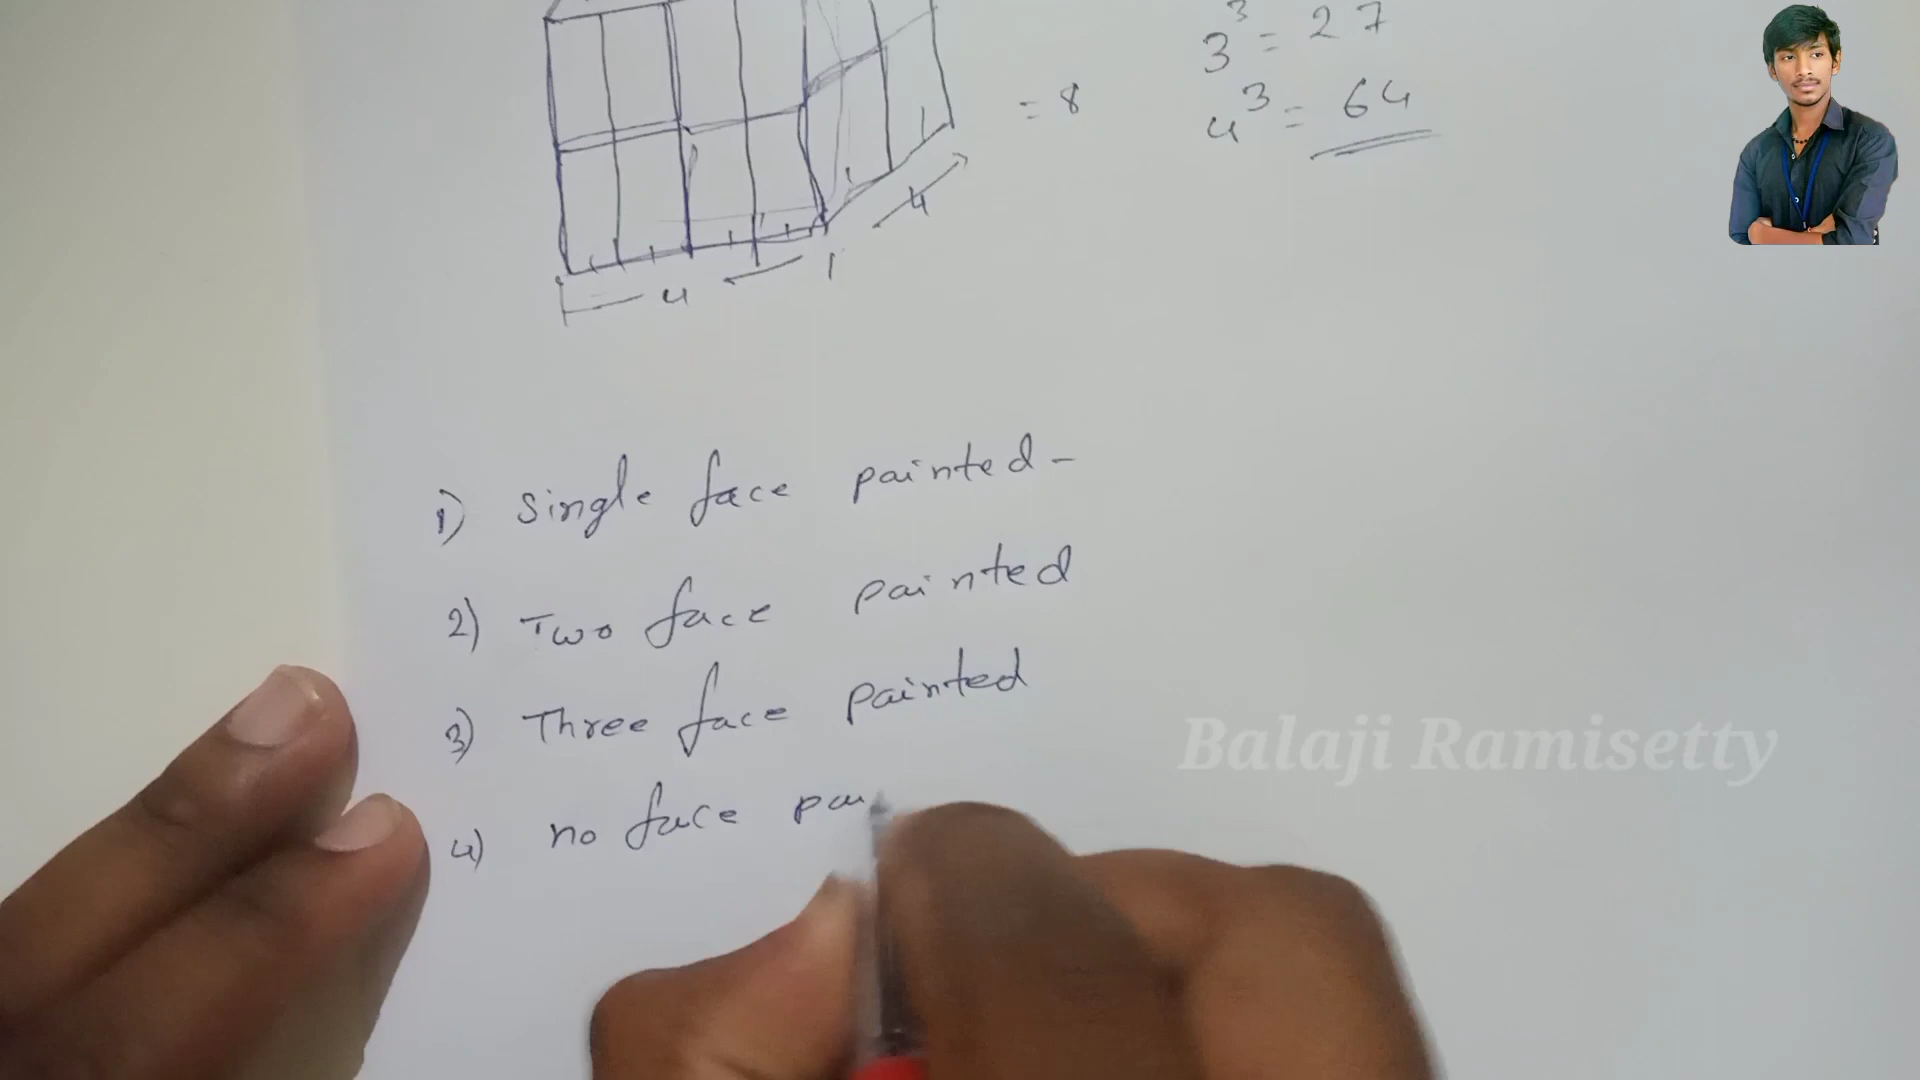 3³ = 27
= 8
4³ = 64
4
4
1
1) Single face painted -
2) Two face painted
3) Three face painted
Balaji Ramisetty
4) no face pai